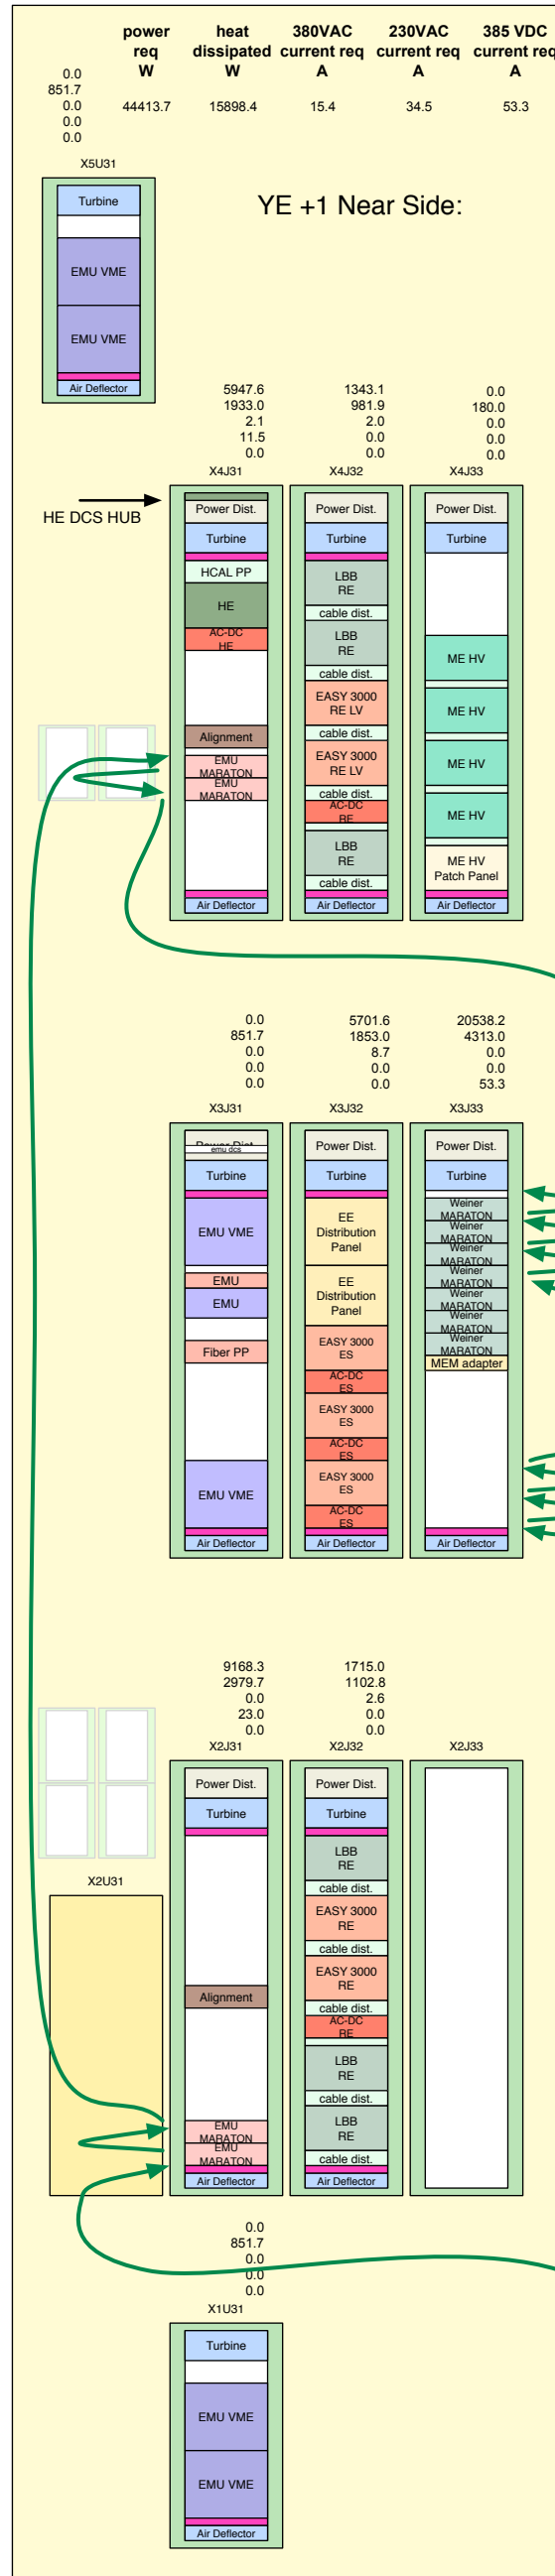 power heat 380VAC 230VAC 385 VDC
req dissipated current req current req current req
W W A A A
0.0
851.7
0.0 44413.7 15898.4 15.4 34.5 53.3
0.0
0.0
X5U31
YE +1 Near Side:
Turbine
EMU VME
EMU VME
Air Deflector
5947.6 1343.1 0.0
1933.0 981.9 180.0
2.1 2.0 0.0
11.5 0.0 0.0
0.0 0.0 0.0
X4J31 X4J32 X4J33
HE DCS HUB
Power Dist.
Turbine
HCAL PP
HE
AC-DC
HE
Alignment
EMU
MARATON
EMU
MARATON
Air Deflector
Power Dist.
Turbine
LBB
RE
cable dist.
LBB
RE
cable dist.
EASY 3000
RE LV
cable dist.
EASY 3000
RE LV
cable dist.
AC-DC
RE
LBB
RE
cable dist.
Air Deflector
Power Dist.
Turbine
ME HV
ME HV
ME HV
ME HV
ME HV
Patch Panel
Air Deflector
0.0 5701.6 20538.2
851.7 1853.0 4313.0
0.0 8.7 0.0
0.0 0.0 0.0
0.0 0.0 53.3
X3J31 X3J32 X3J33
Power Dist.
emu dcs
Turbine
EMU VME
EMU
EMU
Fiber PP
EMU VME
Air Deflector
Power Dist.
Turbine
EE
Distribution
Panel
EE
Distribution
Panel
EASY 3000
ES
AC-DC
ES
EASY 3000
ES
AC-DC
ES
EASY 3000
ES
AC-DC
ES
Air Deflector
Power Dist.
Turbine
Weiner
MARATON
Weiner
MARATON
Weiner
MARATON
Weiner
MARATON
Weiner
MARATON
Weiner
MARATON
Weiner
MARATON
MEM adapter
Air Deflector
9168.3 1715.0
2979.7 1102.8
0.0 2.6
23.0 0.0
0.0 0.0
X2J31 X2J32 X2J33
X2U31
Power Dist.
Turbine
Alignment
EMU
MARATON
EMU
MARATON
Air Deflector
Power Dist.
Turbine
LBB
RE
cable dist.
EASY 3000
RE
cable dist.
EASY 3000
RE
cable dist.
AC-DC
RE
LBB
RE
cable dist.
LBB
RE
cable dist.
Air Deflector
0.0
851.7
0.0
0.0
0.0
X1U31
Turbine
EMU VME
EMU VME
Air Deflector